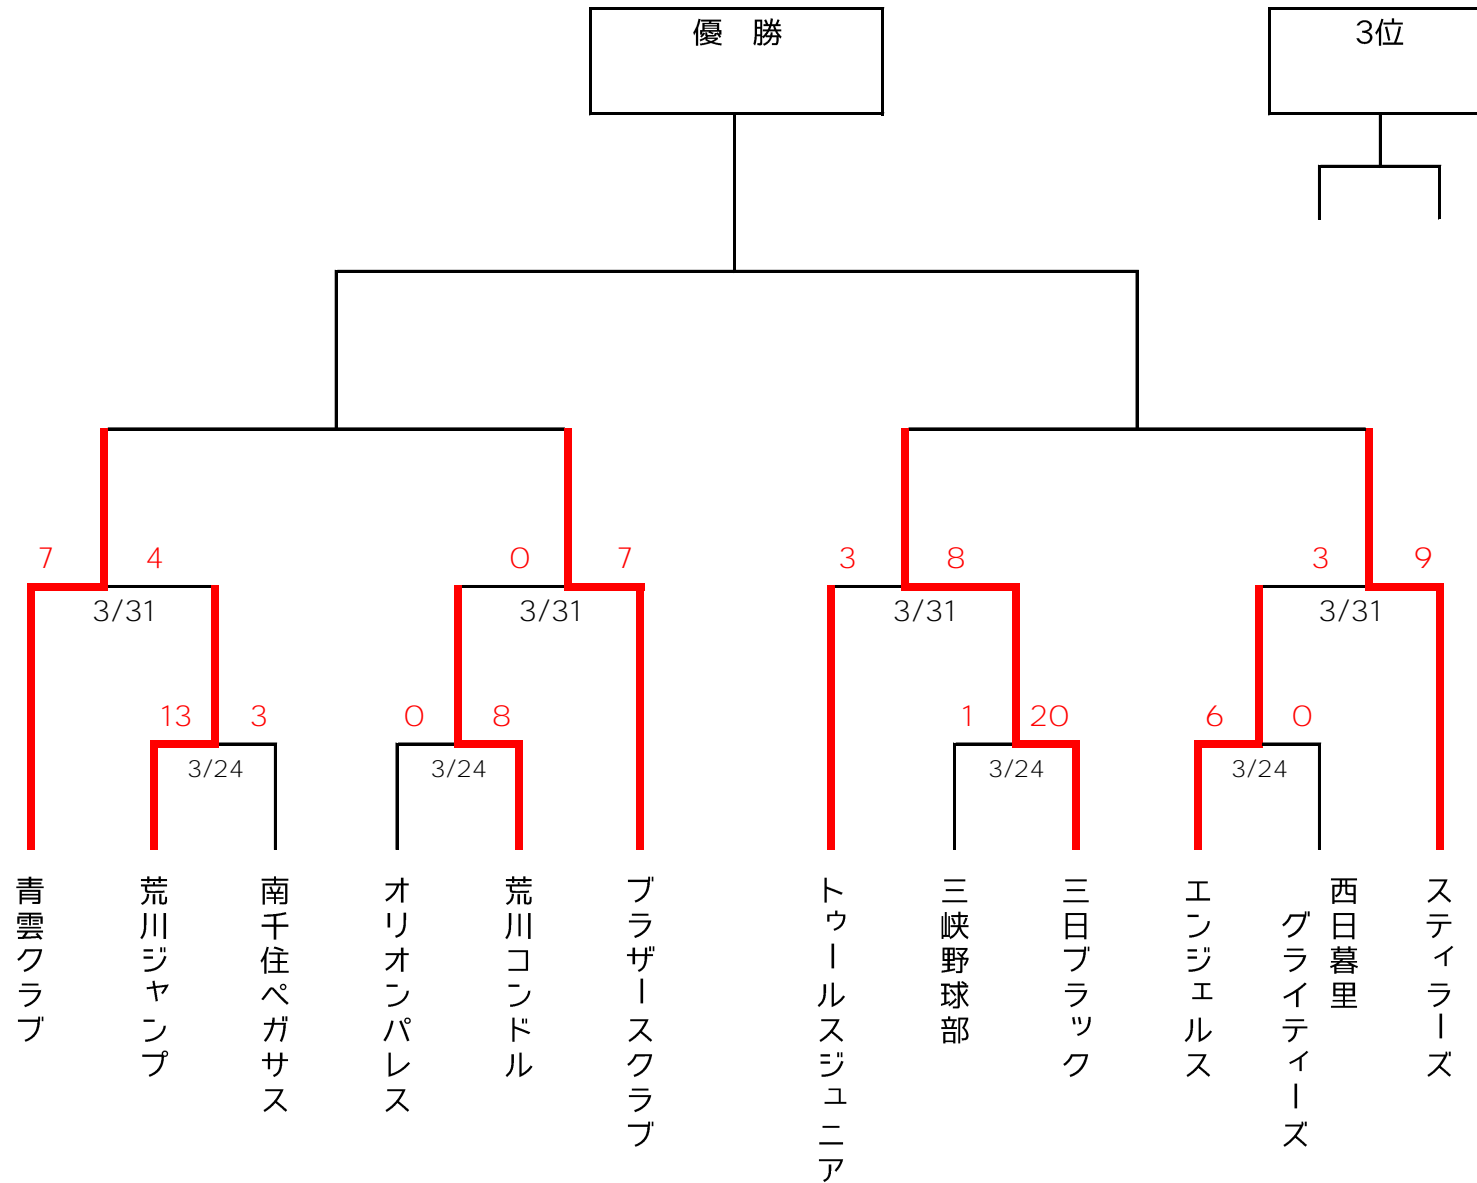 優　勝
3位
7 4 0 7 3 8 3 9
3/31 3/31 3/31 3/31
13 3 0 8 1 20 6 0
3/24 3/24 3/24 3/24
青雲クラブ
荒川ジャンプ
南千住ペガサス
オリオンパレス
荒川コンドル
ブラザースクラブ
トゥールスジュニア
三峡野球部
三日ブラック
エンジェルス
西日暮里
グライティーズ
スティラーズ